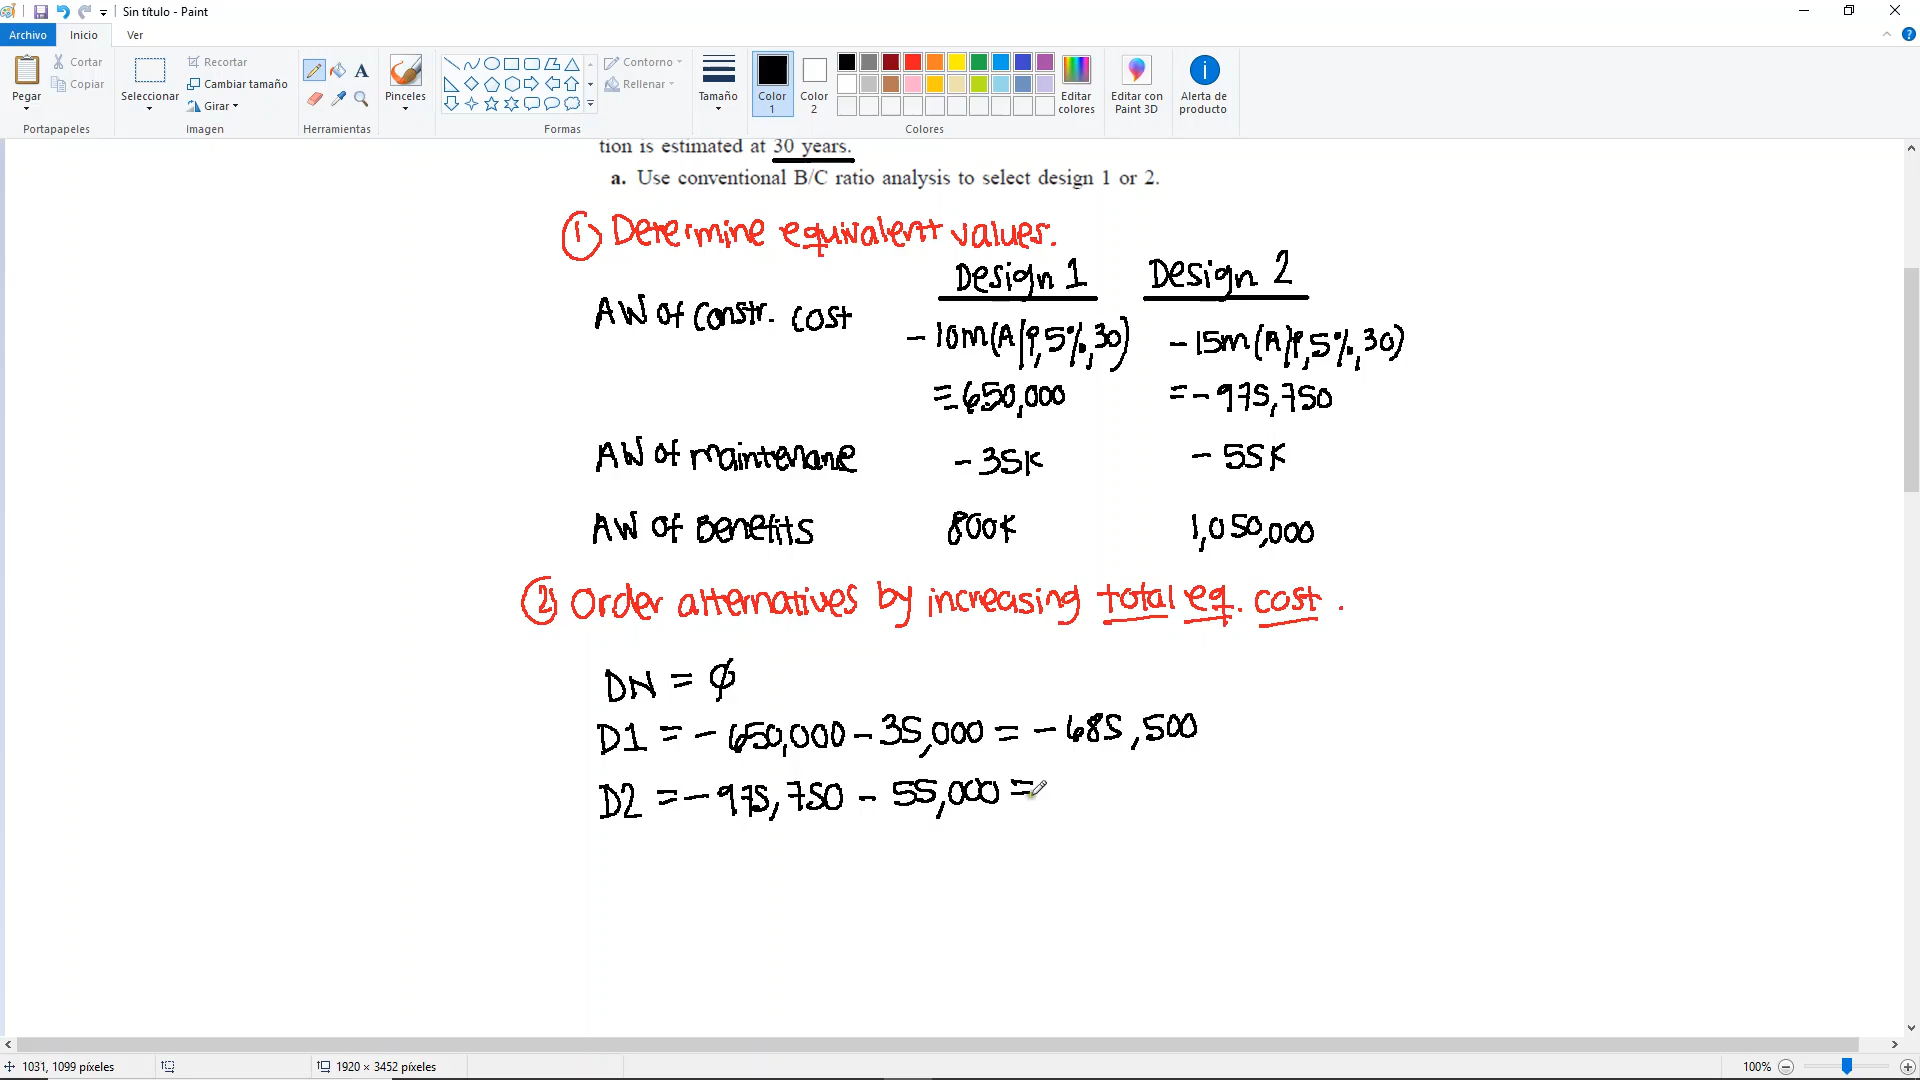 Sin título - Paint
Archivo Inicio Ver
Pegar
Cortar
Copiar
Portapapeles
Seleccionar
Recortar
Cambiar tamaño
Girar
Imagen
A
Herramientas
Pinceles
Contorno
Rellenar
Formas
Tamaño
Color 1
Color 2
Editar colores
Colores
Editar con Paint 3D
Alerta de producto
tion is estimated at 30 years.
a. Use conventional B/C ratio analysis to select design 1 or 2.
① Determine equivalent values.
Design 1 Design 2
AW of constr. cost
-10m(A/P,5%,30) -15m(A/P,5%,30)
=-650,000 =-975,750
AW of -35K -55K
AW of Benefits 800K 1,050,000
② Order alternatives by increasing total eq. cost.
DN = ϕ
D1 = -650,000 - 35,000 = -685,500
D2 = -975,750 - 55,000 =
1031, 1099 píxeles
1920 × 3452 píxeles
100%